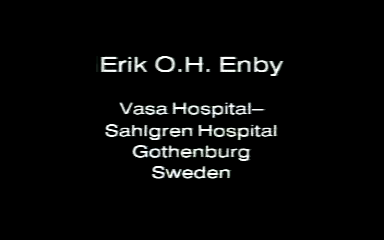 Erik O.H. Enby
Vasa Hospital–
Sahlgren Hospital
Gothenburg
Sweden